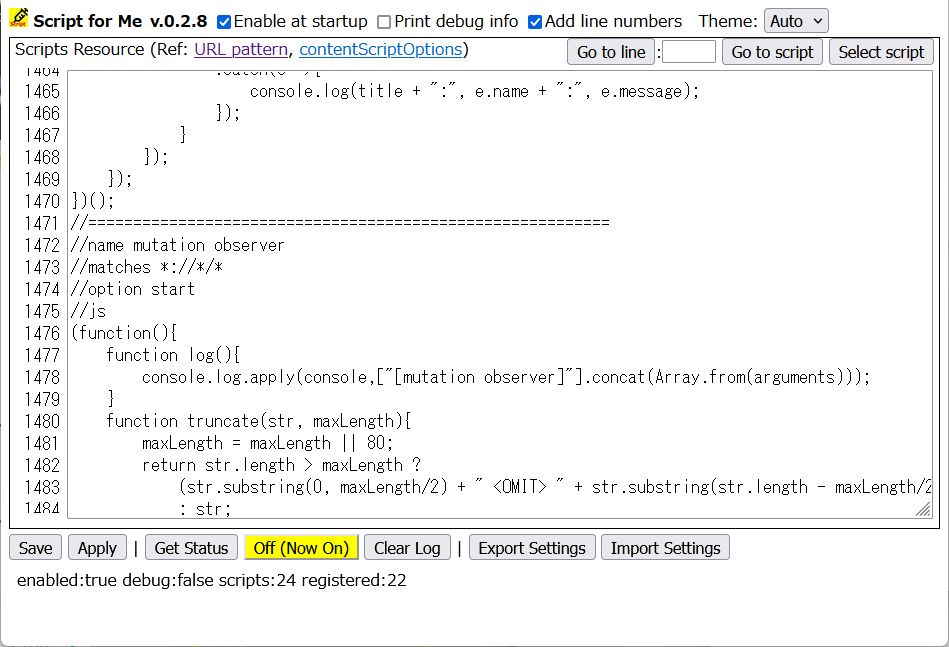 Script for Me v.0.2.8 Enable at startup Print debug info Add line numbers Theme: Auto
Scripts Resource (Ref: URL pattern, contentScriptOptions) Go to line : Go to script Select script
1464
1465 console.log(title + ":", e.name + ":", e.message);
1466 });
1467 }
1468 });
1469 });
1470 })();
1471 //==========================================================
1472 //name mutation observer
1473 //matches *://*/*
1474 //option start
1475 //js
1476 (function(){
1477 function log(){
1478 console.log.apply(console,["[mutation observer]"].concat(Array.from(arguments)));
1479 }
1480 function truncate(str, maxLength){
1481 maxLength = maxLength || 80;
1482 return str.length > maxLength ?
1483 (str.substring(0, maxLength/2) + " <OMIT> " + str.substring(str.length - maxLength/2
1484 : str;
Save Apply | Get Status Off (Now On) Clear Log | Export Settings Import Settings
enabled:true debug:false scripts:24 registered:22